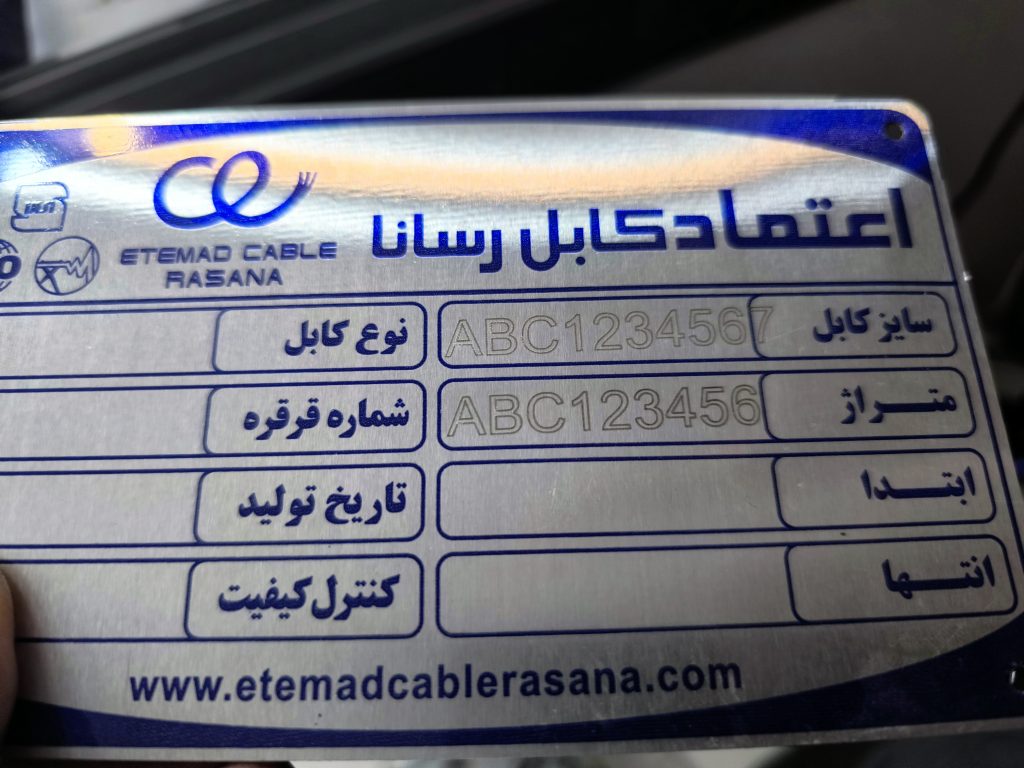 اعتماد کابل رسانا
ETEMAD CABLE
RASANA
سایز کابل
ABC1234567
نوع کابل
متراژ
ABC123456
شماره قرقره
ابتدا
تاریخ تولید
انتها
کنترل کیفیت
www.etemadcablerasana.com